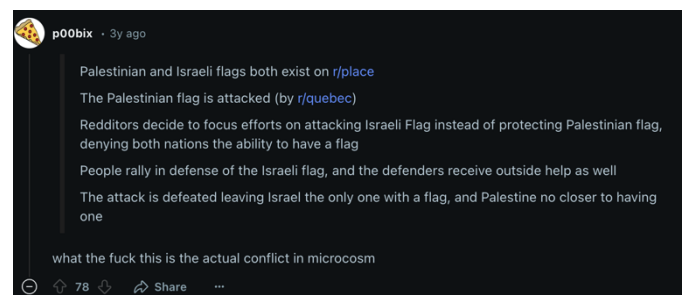 p00bix · 3y ago
Palestinian and Israeli flags both exist on r/place
The Palestinian flag is attacked (by r/quebec)
Redditors decide to focus efforts on attacking Israeli Flag instead of protecting Palestinian flag,
denying both nations the ability to have a flag
People rally in defense of the Israeli flag, and the defenders receive outside help as well
The attack is defeated leaving Israel the only one with a flag, and Palestine no closer to having
one
what the fuck this is the actual conflict in microcosm
78 Share ...